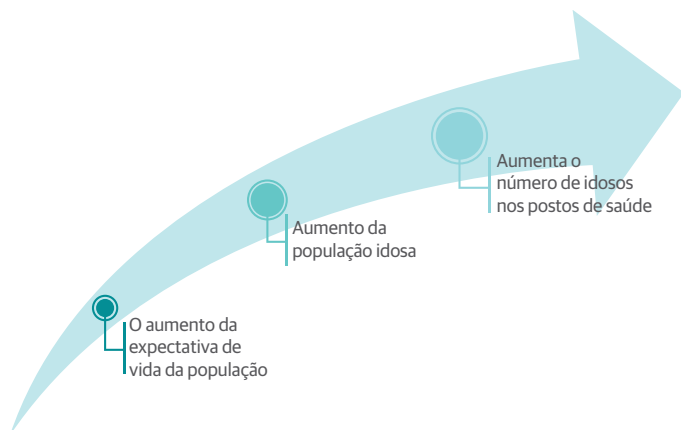 Aumenta o
número de idosos
nos postos de saúde
Aumento da
população idosa
O aumento da
expectativa de
vida da população